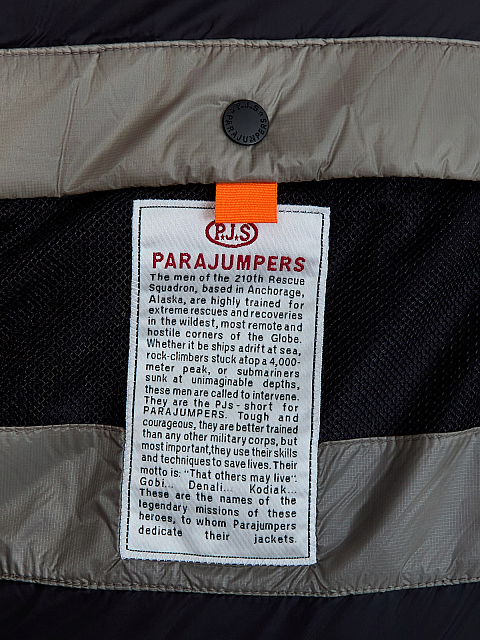 P.J.S
PARAJUMPERS
P.J.S
PARAJUMPERS
The men of the 210th Rescue
Squadron, based in Anchorage,
Alaska, are highly trained for
extreme rescues and recoveries
in the wildest, most remote and
hostile corners of the Globe.
Whether it be ships adrift at sea,
rock-climbers stuck atop a 4,000-
meter peak, or submariners
sunk at unimaginable depths,
these men are called to intervene.
They are the PJs - short for
PARAJUMPERS. Tough and
courageous, they are better trained
than any other military corps, but
most important,they use their skills
and techniques to save lives. Their
motto is: "That others may live".
Gobi... Denali... Kodiak...
These are the names of the
legendary missions of these
heroes, to whom Parajumpers
dedicate their jackets.